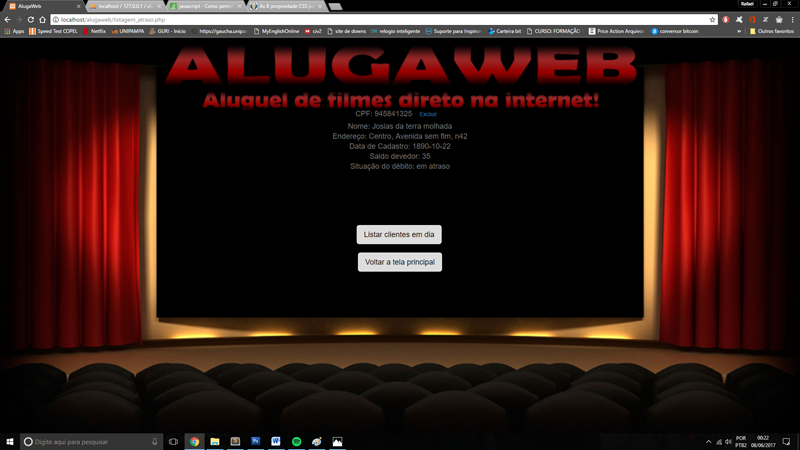 AlugaWeb
localhost / 127.0.0.1 /
javascript - Como perm
As 8 propriedade CSS p
Rafael
localhost/alugaweb/listagem_atraso.php
Apps
Speed Test COPEL
Netflix
UNIPAMPA
GURI - Início
https://gaucha.unipa
MyEnglishOnline
civ2
site de downs
relogio inteligente
Suporte para Inspiror
Carteira bit
CURSO: FORMAÇÃO
Price Action Arquivos
conversor bitcoin
Outros favoritos
ALUGAWEB
Aluguel de filmes direto na internet!
CPF: 945841325 Excluir
Nome: Josias da terra molhada
Endereço: Centro, Avenida sem fim, n42
Data de Cadastro: 1890-10-22
Saldo devedor: 35
Situação do débito: em atraso
Listar clientes em dia
Voltar a tela principal
Digite aqui para pesquisar
POR
PTB2
00:22
08/06/2017